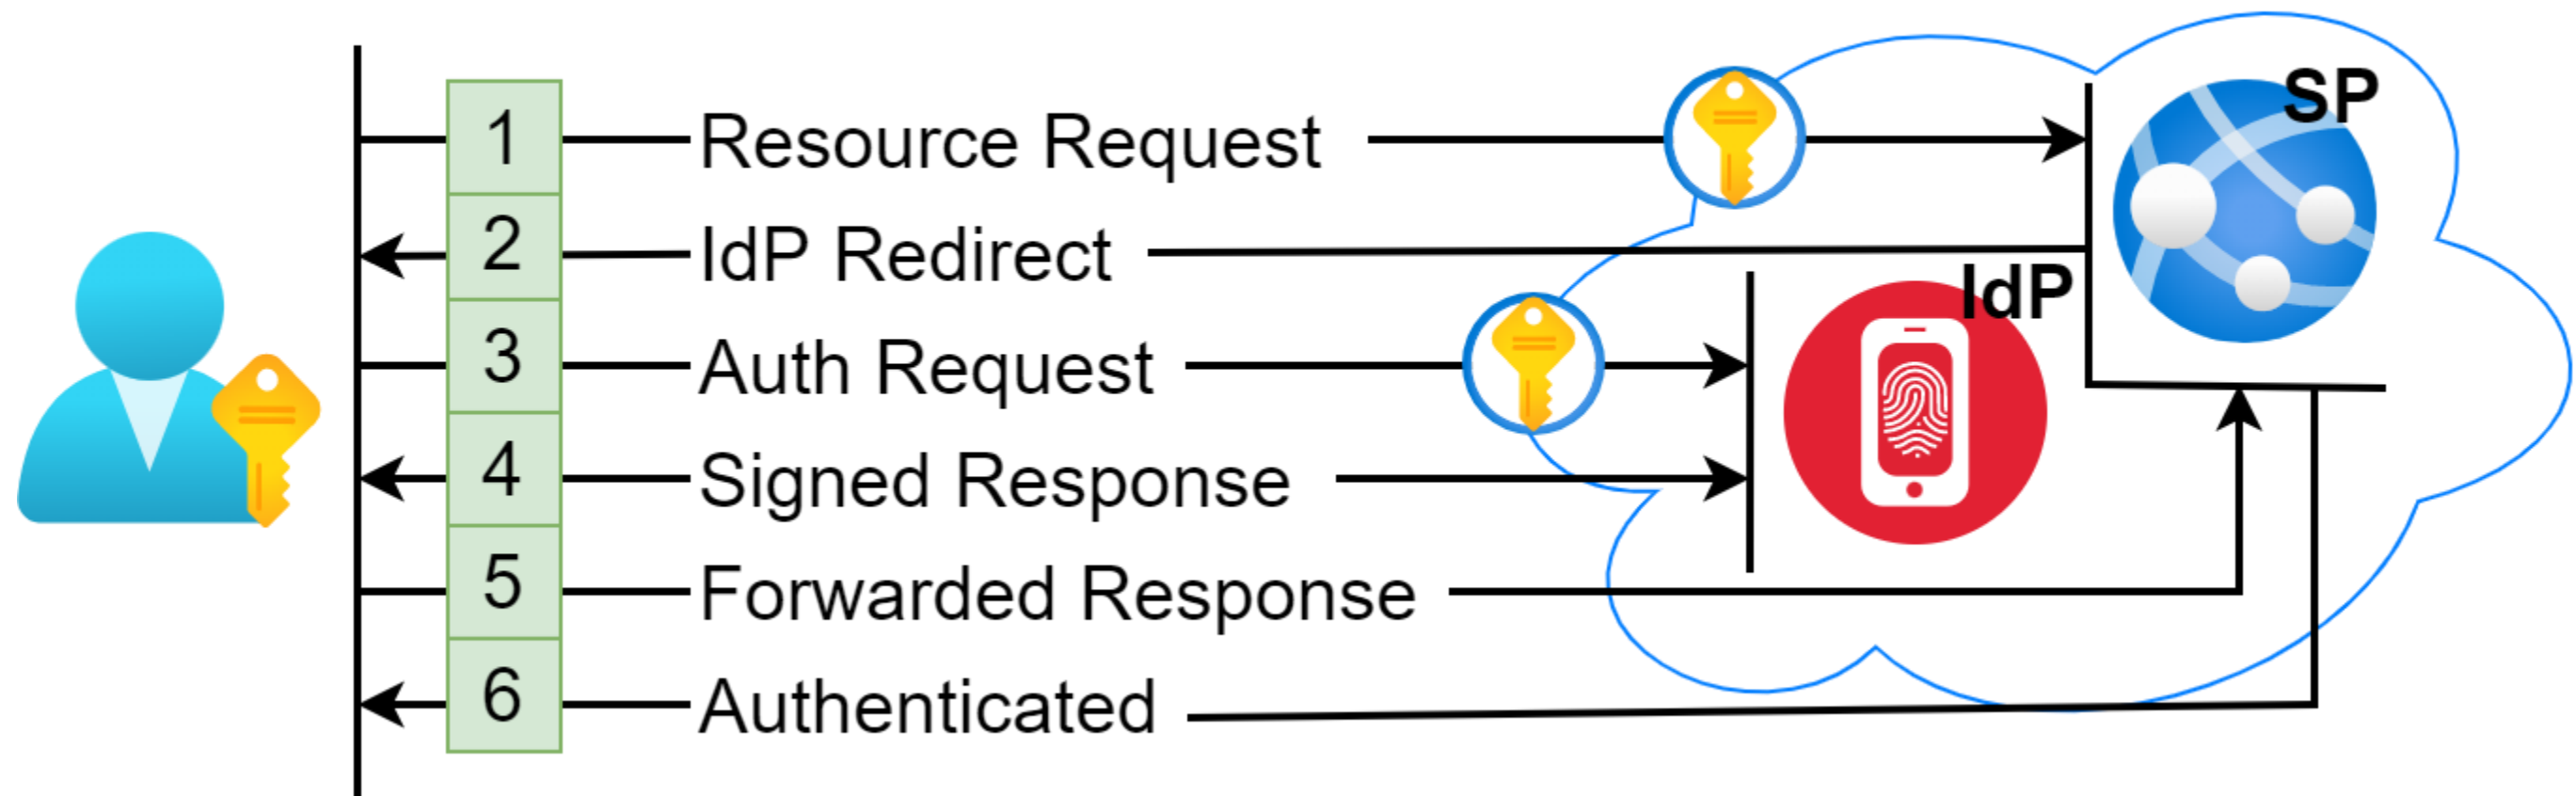 SP
1 Resource Request
2 IdP Redirect
IdP
3 Auth Request
4 Signed Response
5 Forwarded Response
6 Authenticated